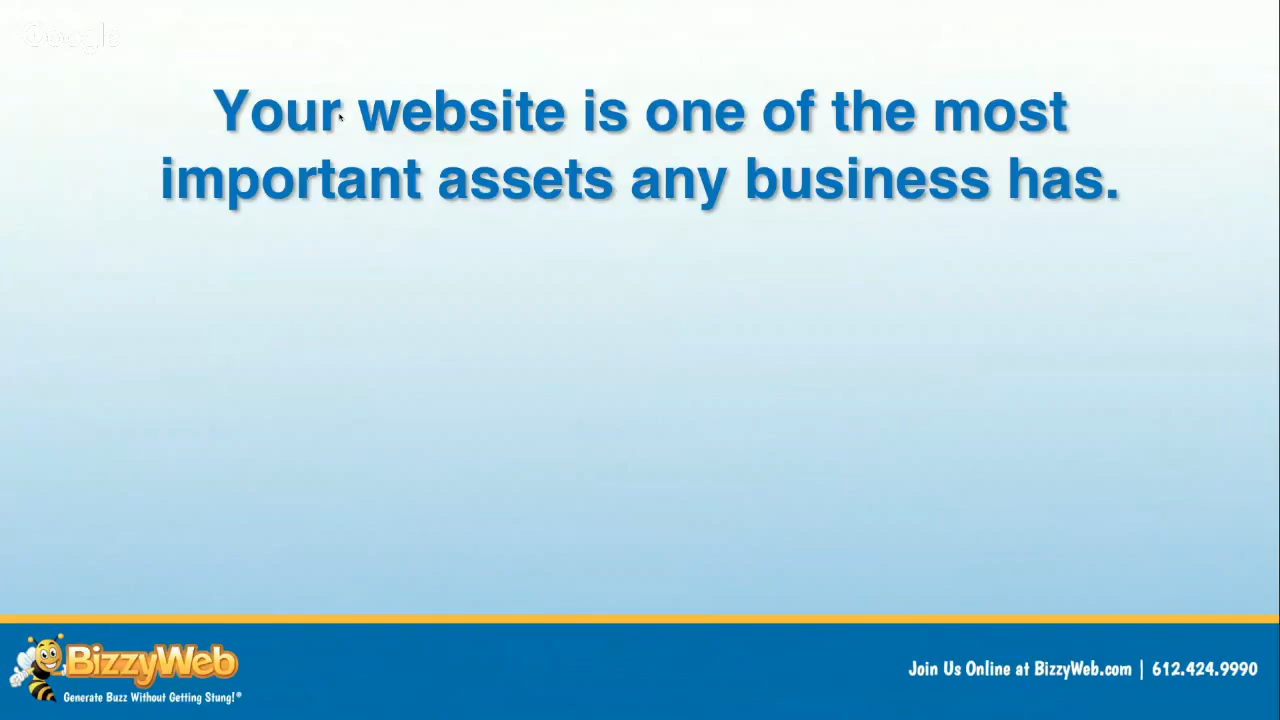 Google
Your website is one of the most
important assets any business has.
BizzyWeb
Generate Buzz Without Getting Stung!®
Join Us Online at BizzyWeb.com | 612.424.9990